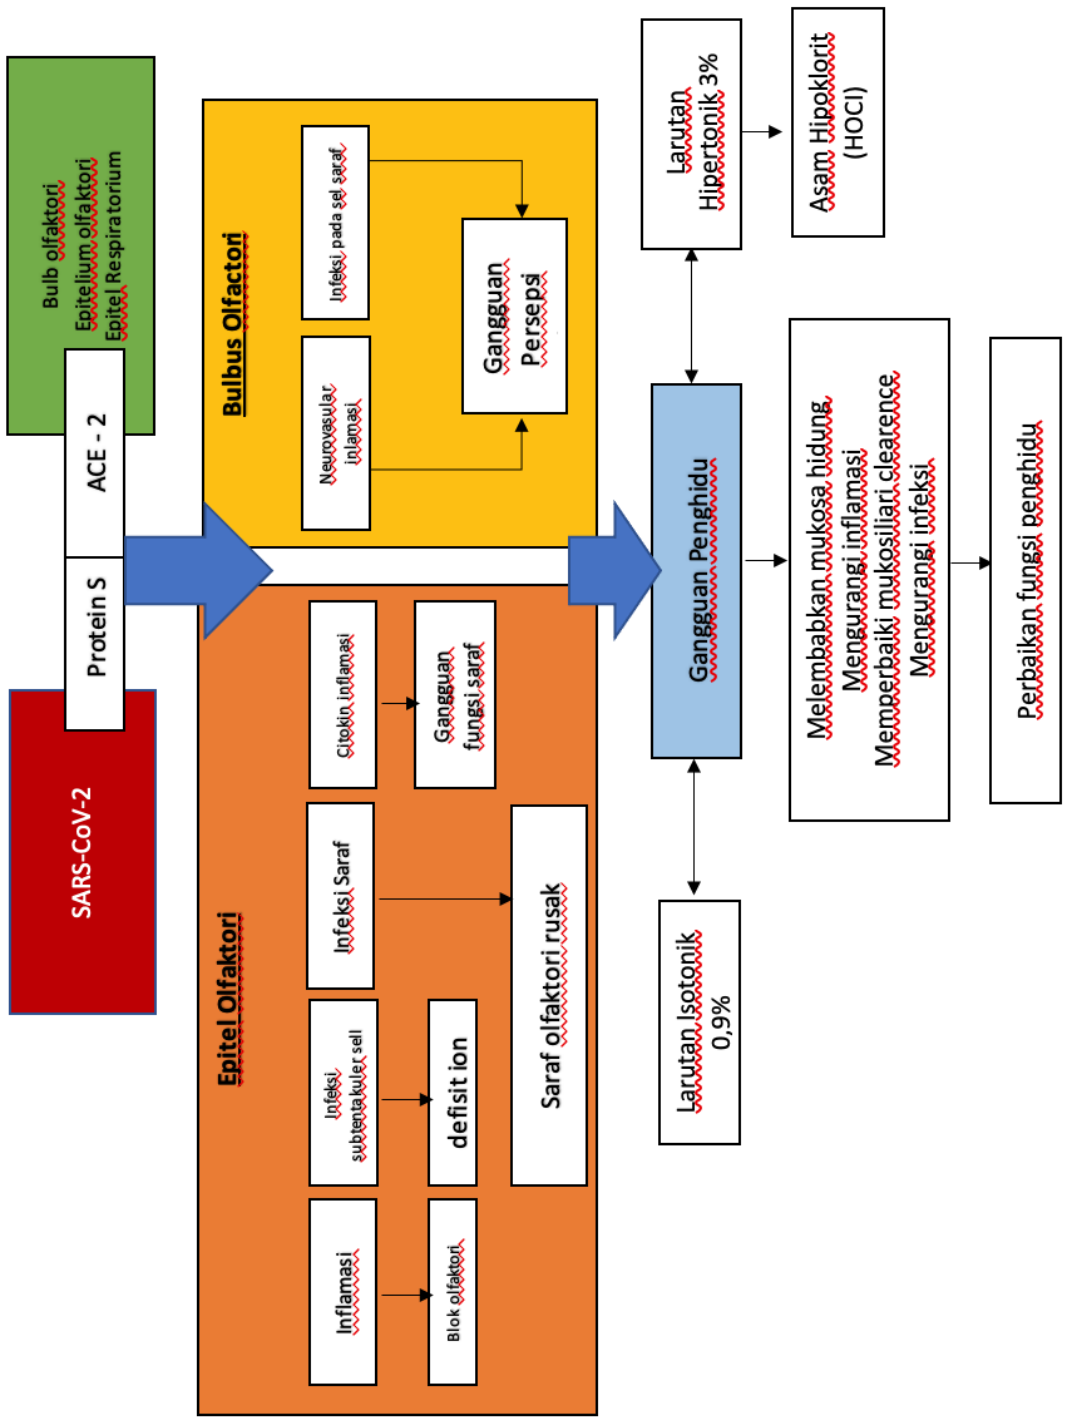 SARS-CoV-2
Protein S
ACE - 2
Bulb olfaktori
Epitelium olfaktori
Epitel Respiratorium
Epitel Olfaktori
Inflamasi
Infeksi
subtentakuler sell
Infeksi Saraf
Citokin inflamasi
Blok olfaktori
defisit ion
Gangguan
fungsi saraf
Saraf olfaktori rusak
Bulbus Olfactori
Neurovasular
inlamasi
Infeksi pada sel saraf
Gangguan
Persepsi
Larutan Isotonik
0,9%
Gangguan Penghidu
Larutan
Hipertonik 3%
Asam Hipoklorit
(HOCl)
Melembabkan mukosa hidung,
Mengurangi inflamasi
Memperbaiki mukosiliari clearence,
Mengurangi infeksi
Perbaikan fungsi penghidu